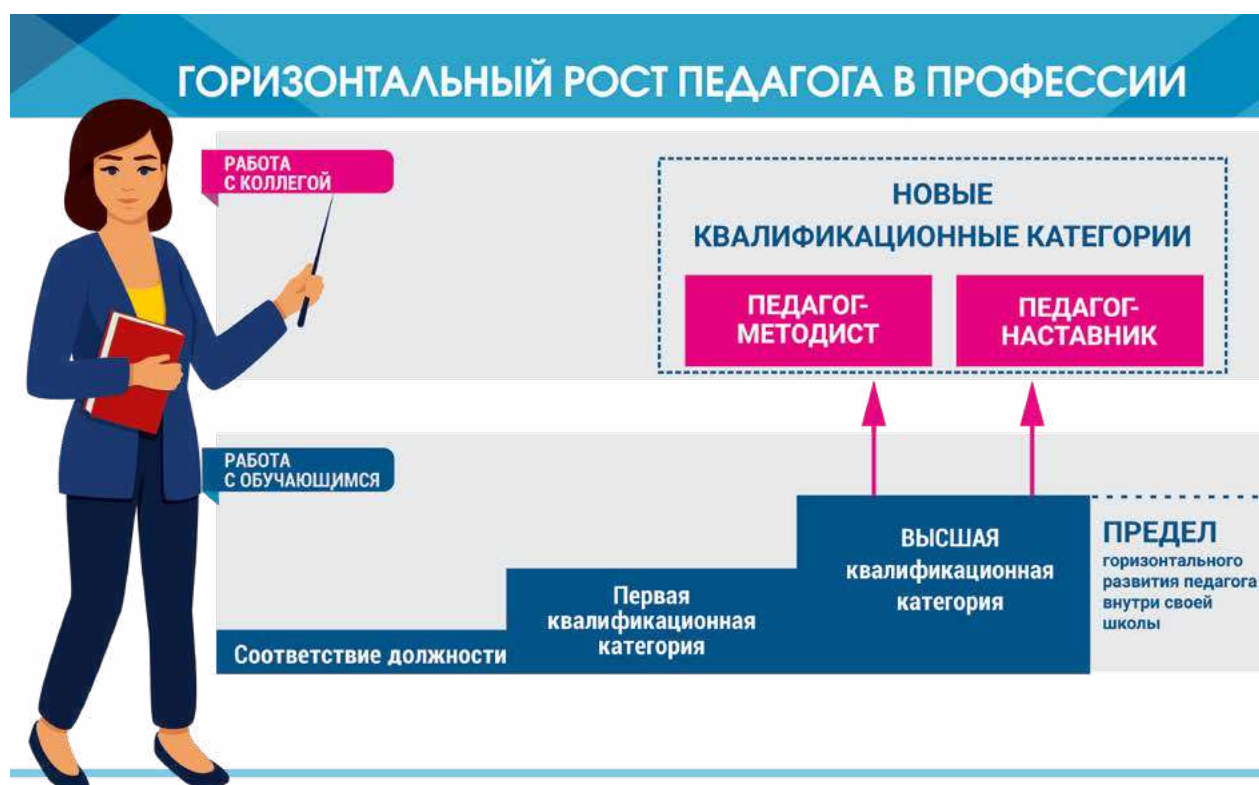 ГОРИЗОНТАЛЬНЫЙ РОСТ ПЕДАГОГА В ПРОФЕССИИ
РАБОТА
С КОЛЛЕГОЙ
НОВЫЕ
КВАЛИФИКАЦИОННЫЕ КАТЕГОРИИ
ПЕДАГОГ-
МЕТОДИСТ
ПЕДАГОГ-
НАСТАВНИК
РАБОТА
С ОБУЧАЮЩИМСЯ
Соответствие должности
Первая
квалификационная
категория
ВЫСШАЯ
квалификационная
категория
ПРЕДЕЛ
горизонтального
развития педагога
внутри своей
школы